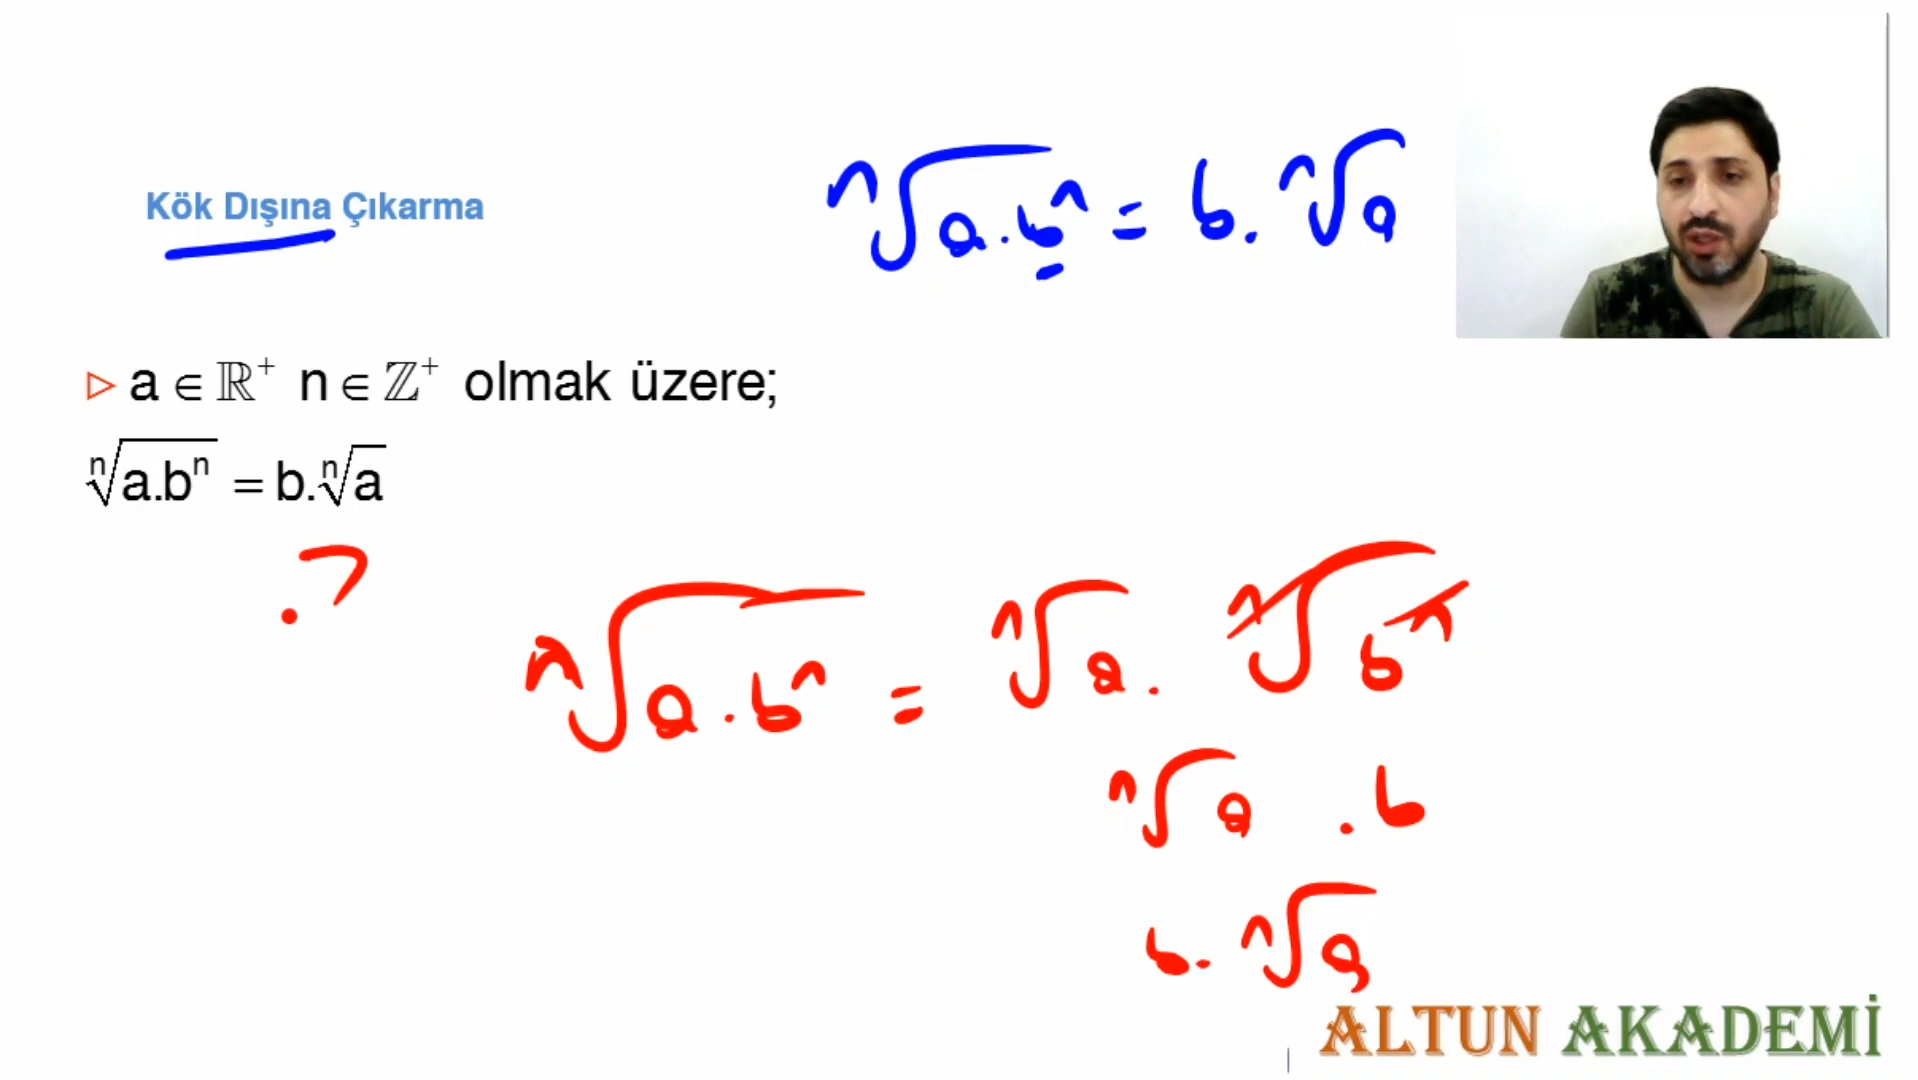 ⁿ√a.bⁿ = b.ⁿ√a
Kök Dışına Çıkarma
▷ a ∈ ℝ⁺ n ∈ ℤ⁺ olmak üzere;
ⁿ√(a.bⁿ) = b.ⁿ√a
?
ⁿ√(a.bⁿ) = ⁿ√a . ⁿ√bⁿ
ⁿ√a . b
b. ⁿ√a
ALTUN AKADEMİ